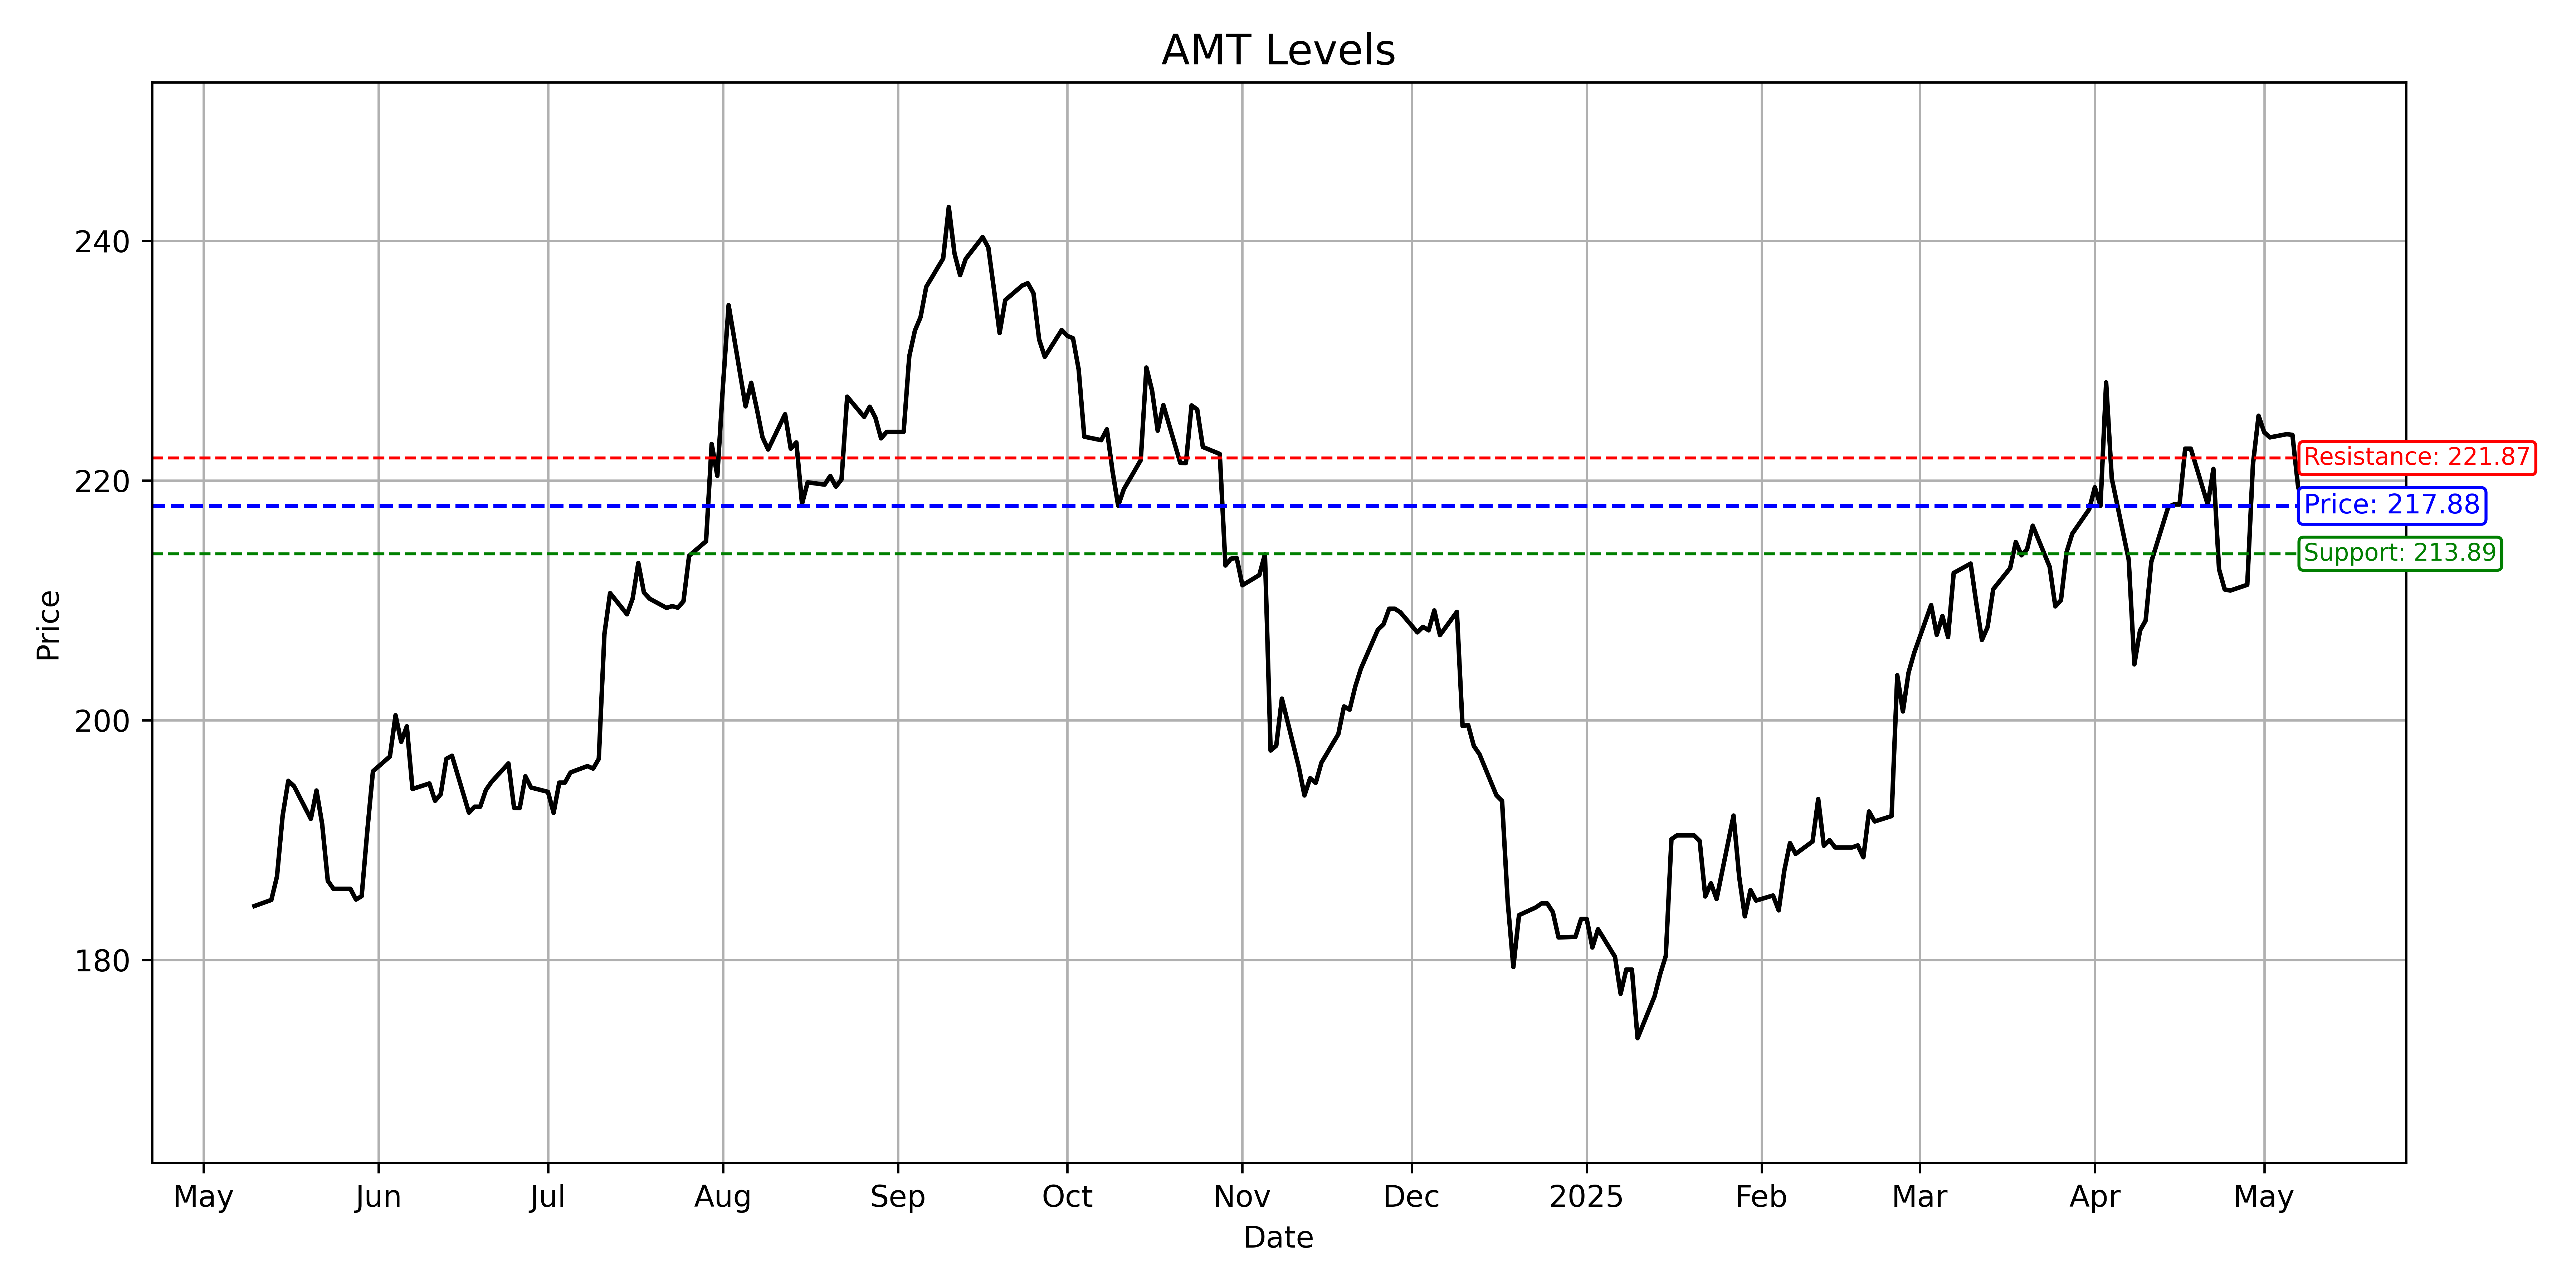 AMT Levels
Price
240
220
200
180
Resistance: 221.87
Price: 217.88
Support: 213.89
May Jun Jul Aug Sep Oct Nov Dec 2025 Feb Mar Apr May
Date